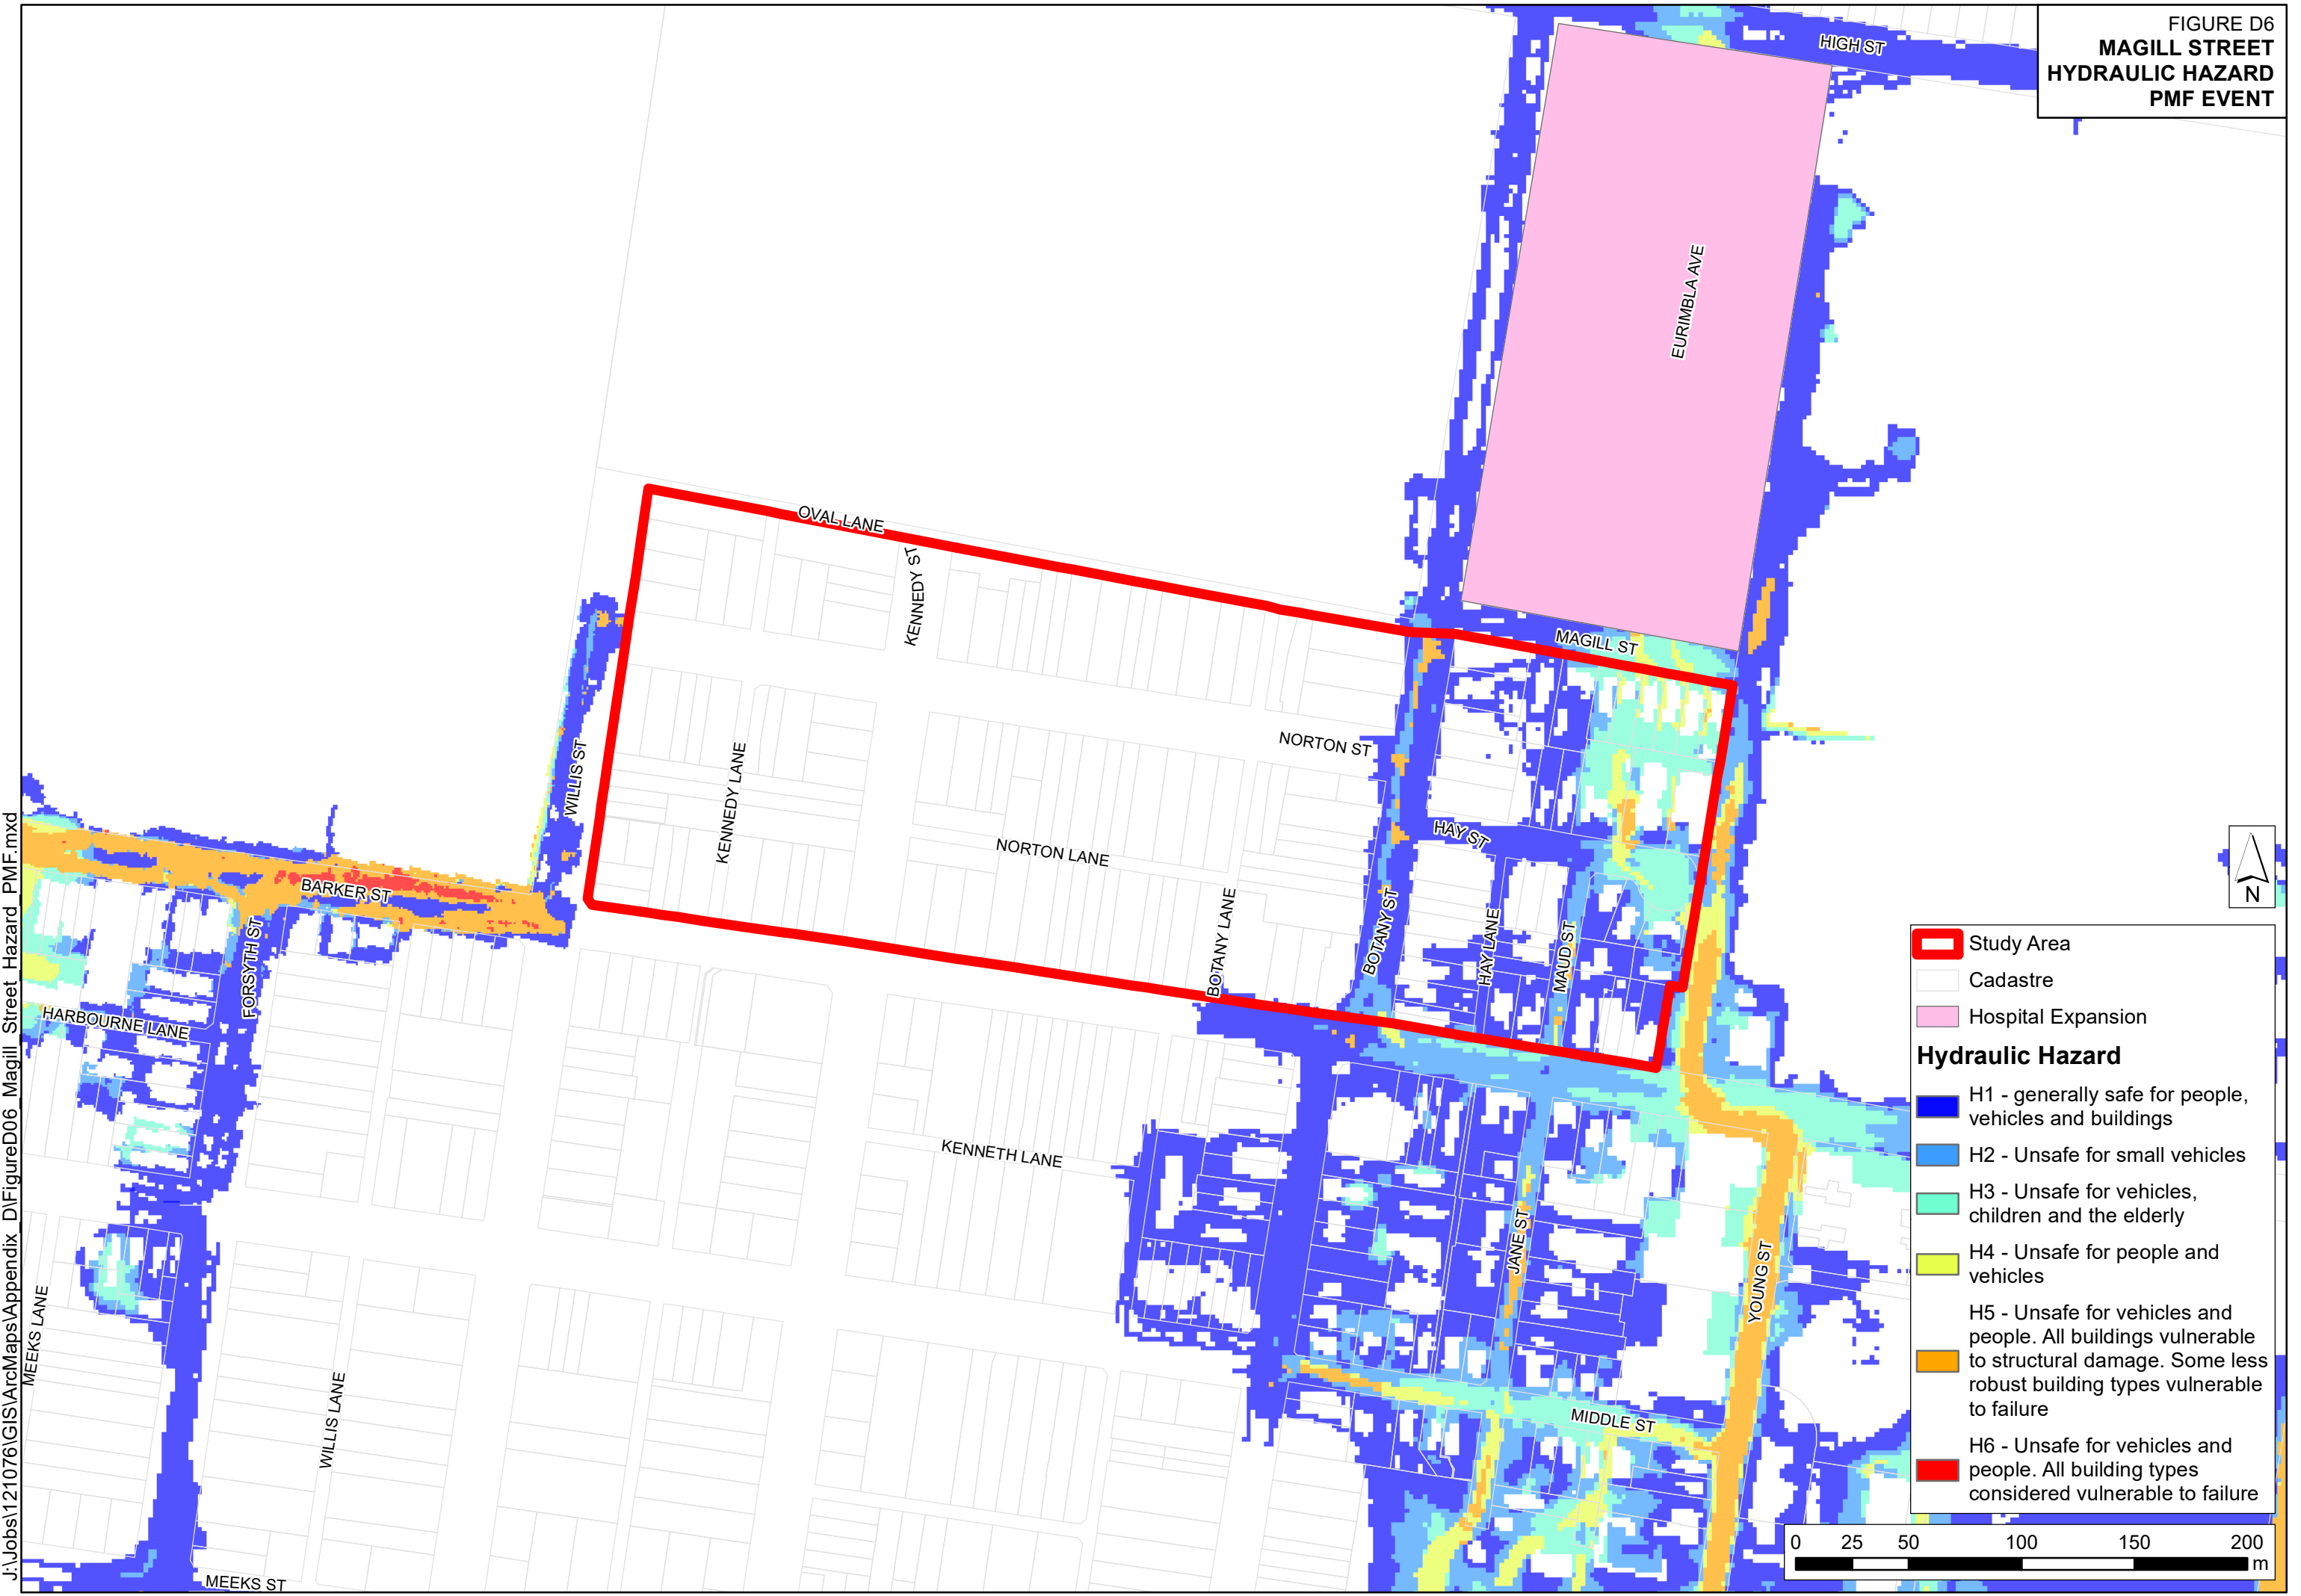 FIGURE D6
MAGILL STREET
HYDRAULIC HAZARD
PMF EVENT
HIGH ST
EURIMBLA AVE
OVAL LANE
KENNEDY ST
MAGILL ST
NORTON ST
WILLIS ST
KENNEDY LANE
HAY ST
NORTON LANE
BARKER ST
BOTANY LANE
BOTANY ST
HAY LANE
MAUD ST
FORSYTH ST
HARBOURNE LANE
KENNETH LANE
JANE ST
YOUNG ST
MEEKS LANE
WILLIS LANE
MIDDLE ST
MEEKS ST
N
Study Area
Cadastre
Hospital Expansion
Hydraulic Hazard
H1 - generally safe for people,
vehicles and buildings
H2 - Unsafe for small vehicles
H3 - Unsafe for vehicles,
children and the elderly
H4 - Unsafe for people and
vehicles
H5 - Unsafe for vehicles and
people. All buildings vulnerable
to structural damage. Some less
robust building types vulnerable
to failure
H6 - Unsafe for vehicles and
people. All building types
considered vulnerable to failure
0 25 50 100 150 200
m
J:\Jobs\121076\GIS\ArcMaps\Appendix_D\FigureD06_Magill_Street_Hazard_PMF.mxd